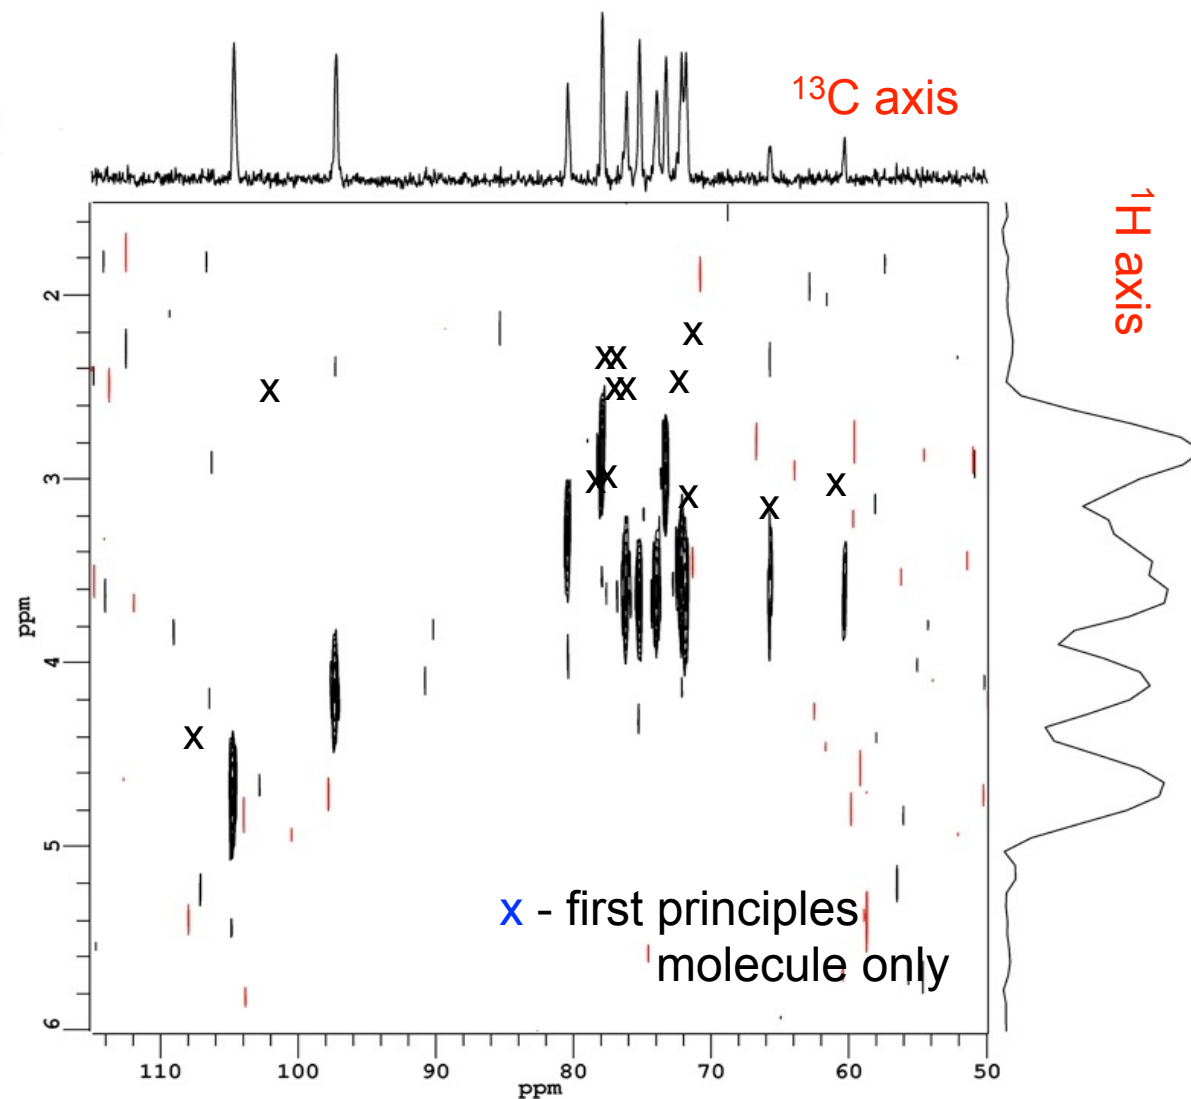 ¹³C axis
¹H axis
2
3
4
5
6
ppm
x
x
x
x
x
x
x
x
x
x
x
x
x
x
x - first principles
molecule only
110
100
90
80
70
60
50
ppm